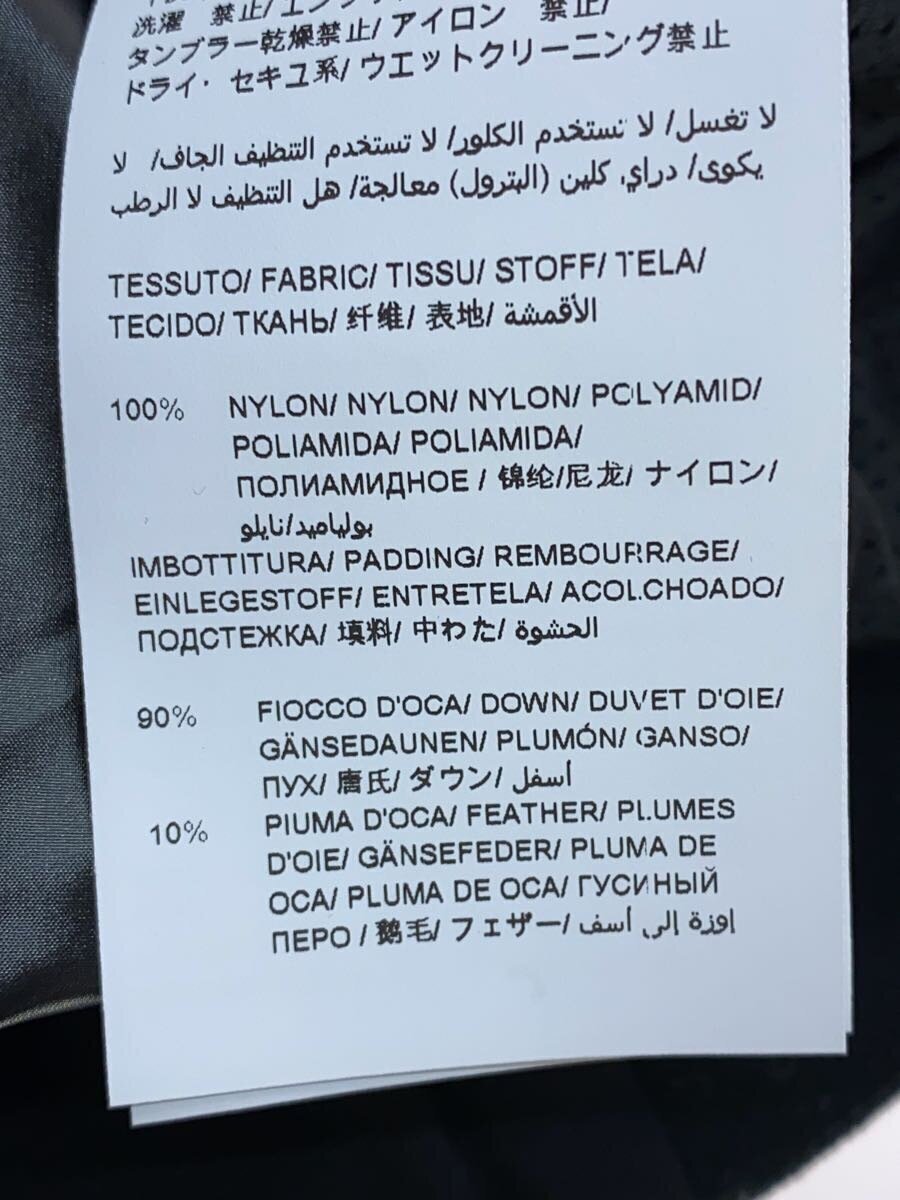 洗濯 禁止/
タンブラー乾燥禁止/ アイロン 禁止/
ドライ・ セキユ系/ ウエットクリーニング禁止
لا تغسل/ لا تستخدم الكلور/ لا تستخدم التنظيف الجاف/ لا
يكوى/ دراي كلين (البترول) معالجة/ هل التنظيف لا الرطب
TESSUTO/ FABRIC/ TISSU/ STOFF/ TELA/
TECIDO/ ТКАНЬ/ 纤维/ 表地/ الأقمشة
100% NYLON/ NYLON/ NYLON/ POLYAMID/
POLIAMIDA/ POLIAMIDA/
ПОЛИАМИДНОЕ / 锦纶/尼龙/ ナイロン/
بولياميد/نايلو
IMBOTTITURA/ PADDING/ REMBOURRAGE/
EINLEGESTOFF/ ENTRETELA/ ACOLCHOADO/
ПОДСТЕЖКА/ 填料/ 中わた/ الحشوة
90% FIOCCO D'OCA/ DOWN/ DUVET D'OIE/
GÄNSEDAUNEN/ PLUMÓN/ GANSO/
ПУХ/ 唐氏/ ダウン/ أسفل
10% PIUMA D'OCA/ FEATHER/ PLUMES
D'OIE/ GÄNSEFEDER/ PLUMA DE
OCA/ PLUMA DE OCA/ ГУСИНЫЙ
ПЕРО / 鹅毛/ フェザー/ اوزة إلى أسف